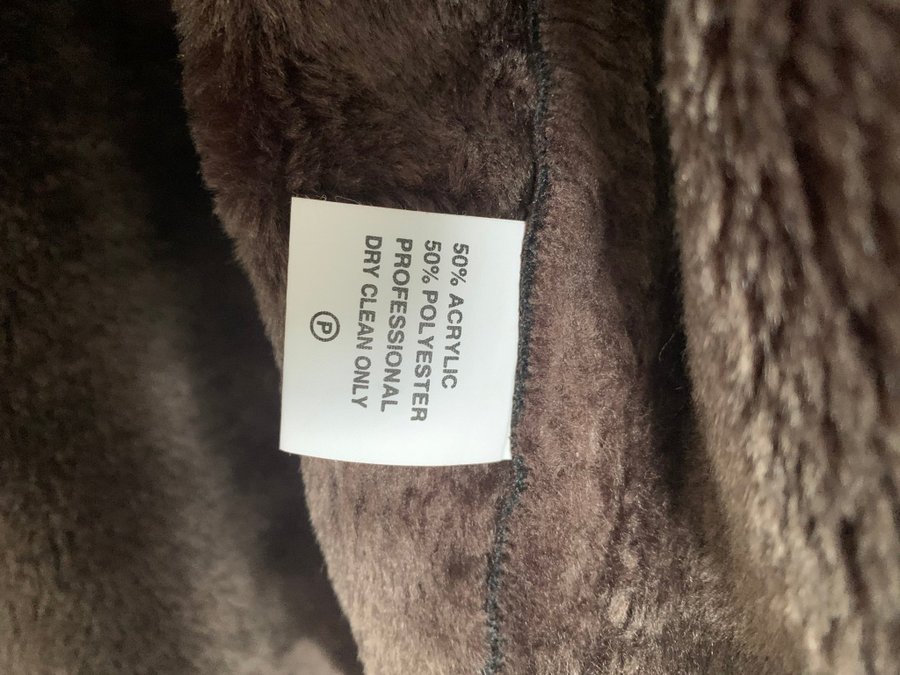 50% ACRYLIC
50% POLYESTER
PROFESSIONAL
DRY CLEAN ONLY
P